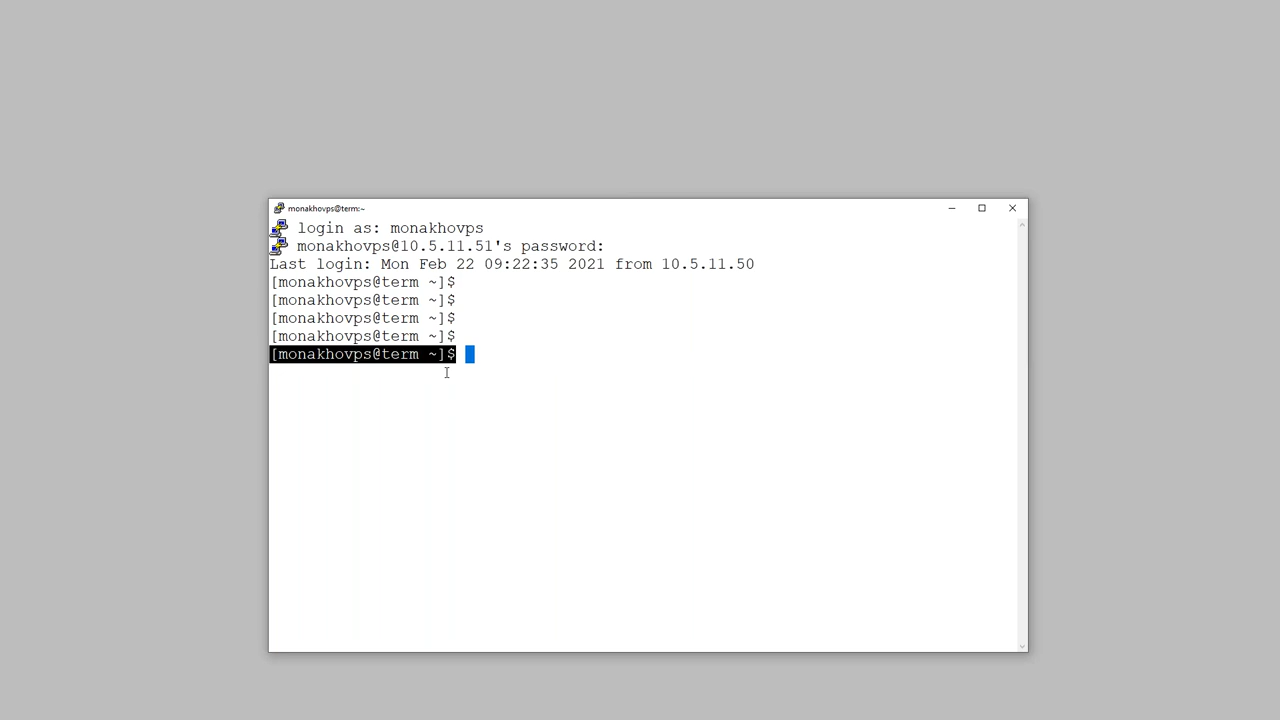 monakhovps@term:~
login as: monakhovps
monakhovps@10.5.11.51's password:
Last login: Mon Feb 22 09:22:35 2021 from 10.5.11.50
[monakhovps@term ~]$
[monakhovps@term ~]$
[monakhovps@term ~]$
[monakhovps@term ~]$
[monakhovps@term ~]$